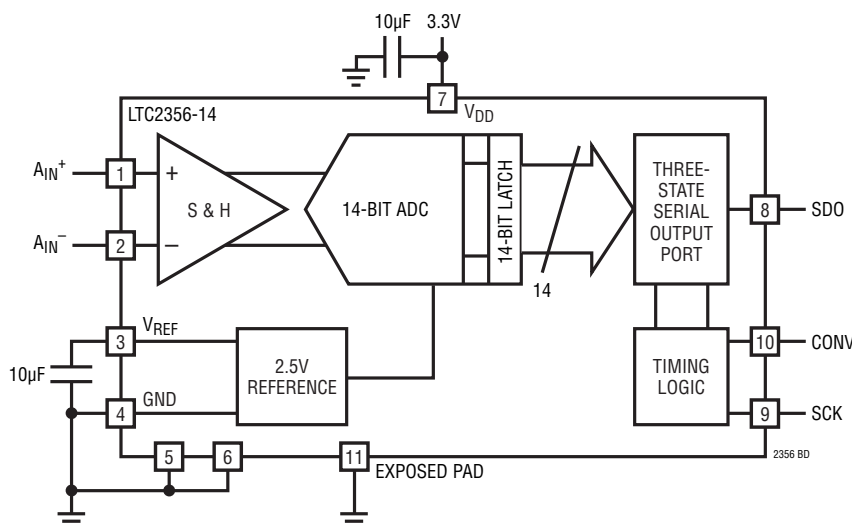 10µF 3.3V
7
LTC2356-14
VDD
AIN+
1
+
S & H
14-BIT ADC
14-BIT LATCH
THREE-
STATE
SERIAL
OUTPUT
PORT
8
SDO
AIN–
2
–
14
3
VREF
10µF
2.5V
REFERENCE
TIMING
LOGIC
10
CONV
4
GND
9
SCK
5
6
11
EXPOSED PAD
2356 BD